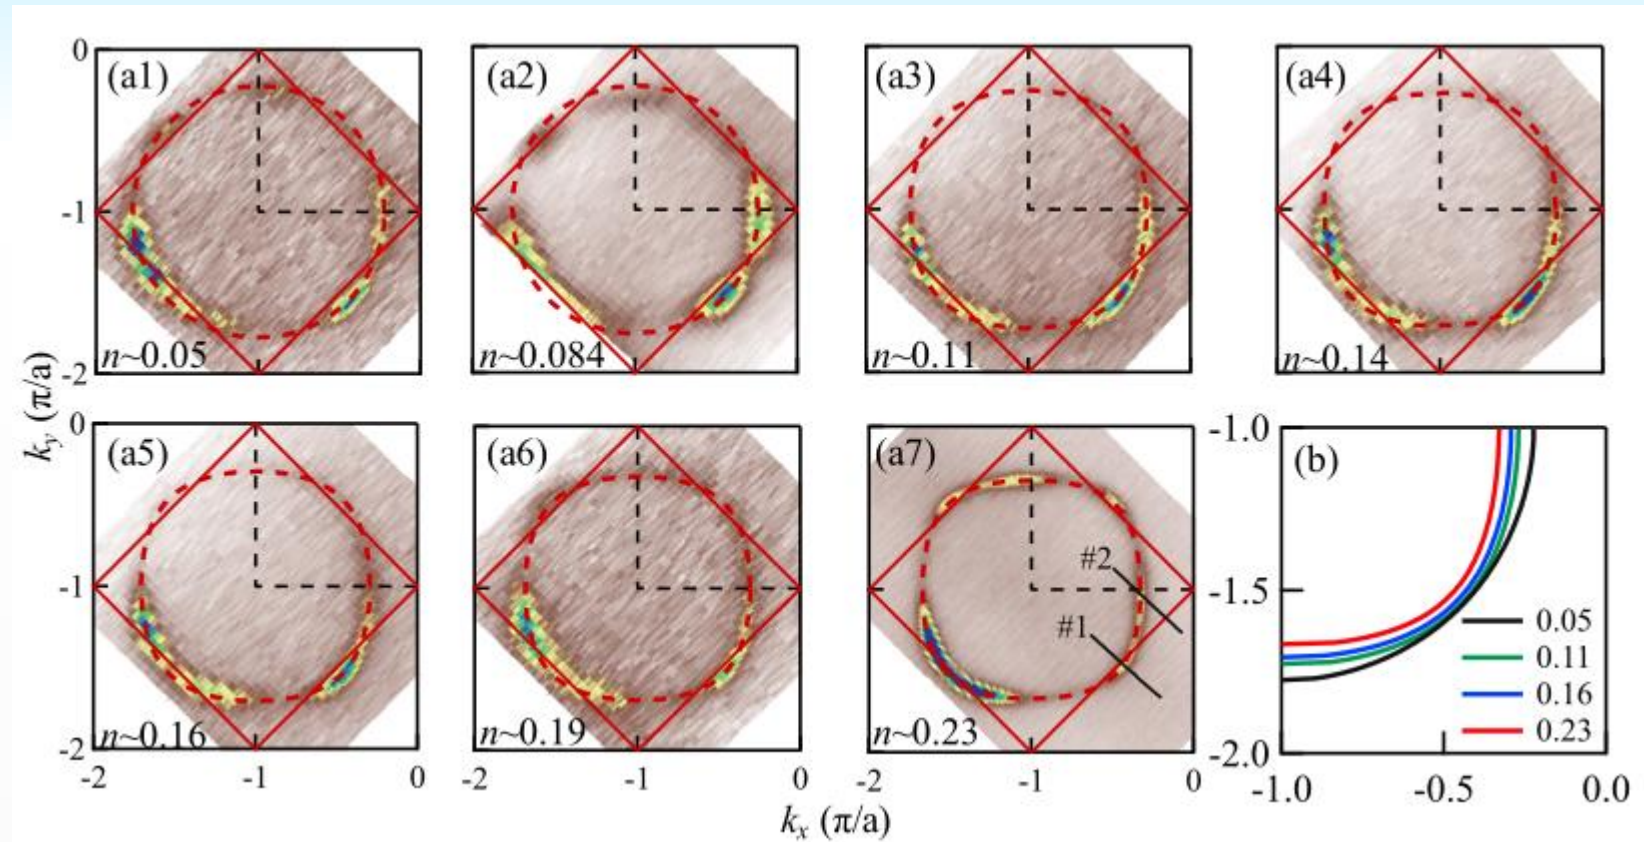 (a1)
(a2)
(a3)
(a4)
0
-1
-2
n~0.05
n~0.084
n~0.11
n~0.14
ky (π/a)
(a5)
(a6)
(a7)
(b)
0
-1
-2
#2
#1
n~0.16
n~0.19
n~0.23
-2 -1 0
-2 -1 0
-2 -1 0
kx (π/a)
-1.0
-1.5
-2.0
0.05
0.11
0.16
0.23
-1.0 -0.5 0.0